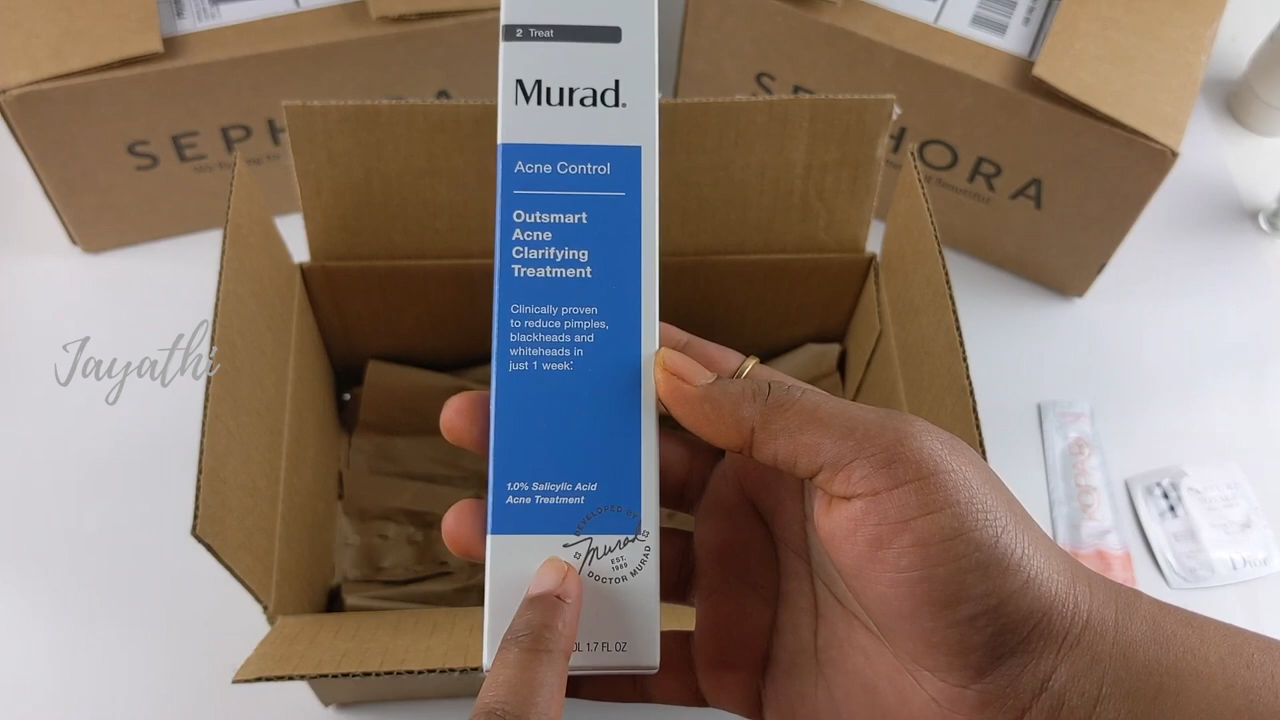 2 Treat
Murad.
Acne Control
Outsmart
Acne
Clarifying
Treatment
Clinically proven
to reduce pimples,
blackheads and
whiteheads in
just 1 week.*
1.0% Salicylic Acid
Acne Treatment
DEVELOPED BY
Murad
EST.
1989
DOCTOR MURAD
1.7 FL OZ
SEPH
HORA
Jayathi
Dior